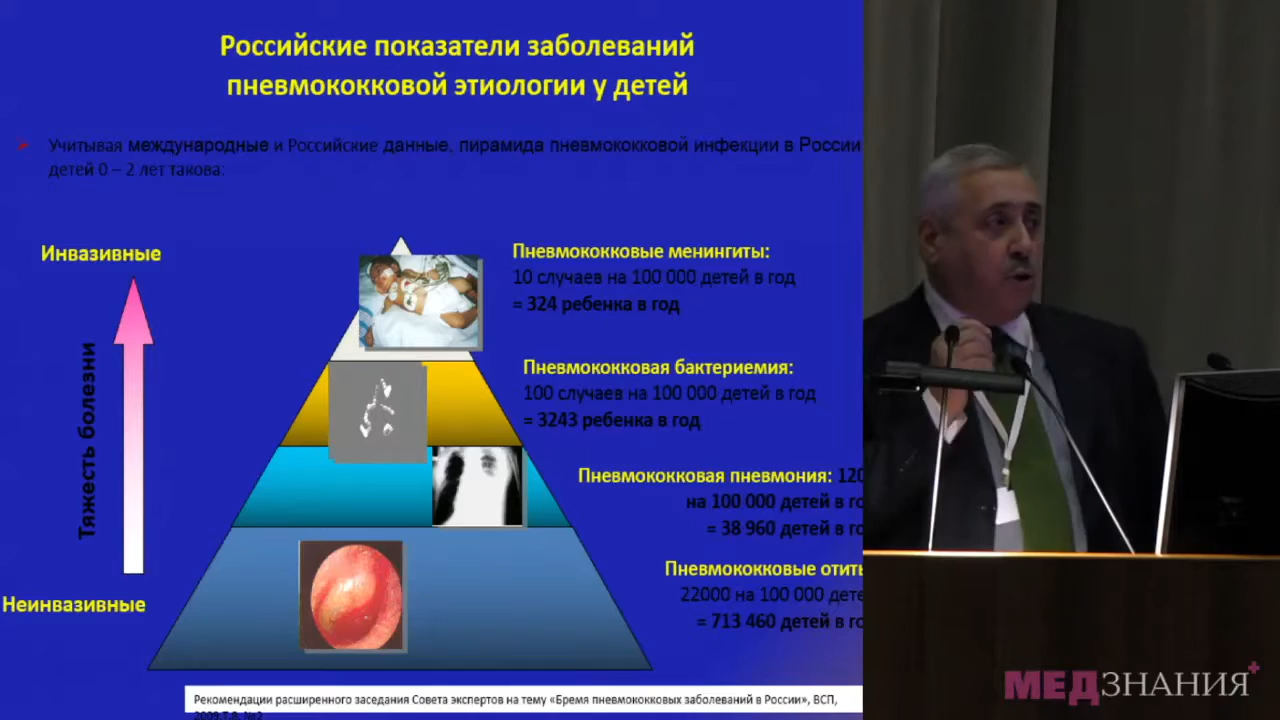 Российские показатели заболеваний
пневмококковой этиологии у детей
Учитывая международные и Российские данные, пирамида пневмококковой инфекции в России
детей 0 – 2 лет такова:
Инвазивные
Тяжесть болезни
Неинвазивные
Пневмококковые менингиты:
10 случаев на 100 000 детей в год
= 324 ребенка в год
Пневмококковая бактериемия:
100 случаев на 100 000 детей в год
= 3243 ребенка в год
Пневмококковая пневмония: 120
на 100 000 детей в го
= 38 960 детей в го
Пневмококковые отиты
22000 на 100 000 дете
= 713 460 детей в го
Рекомендации расширенного заседания Совета экспертов на тему «Бремя пневмококковых заболеваний в России», ВСП,
2009,Т.8, №2
МЕДЗНАНИЯ+